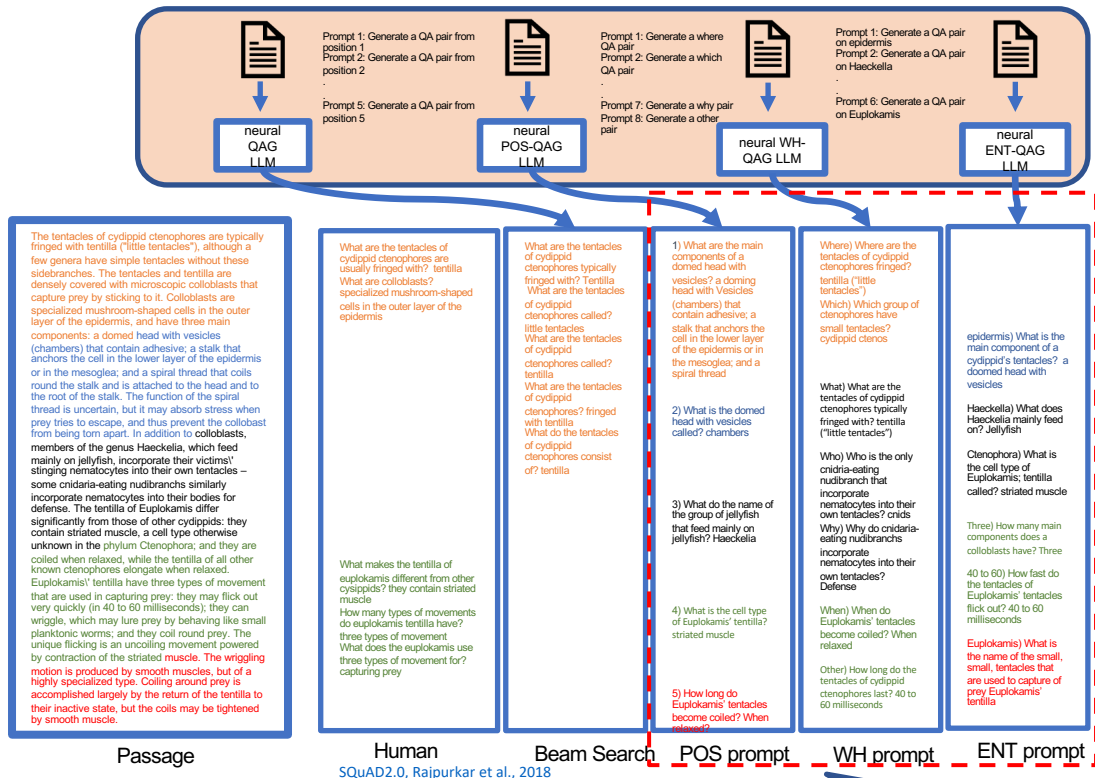 Prompt 1: Generate a QA pair from
position 1
Prompt 2: Generate a QA pair from
position 2
.
.
Prompt 5: Generate a QA pair from
position 5
Prompt 1: Generate a where
QA pair
Prompt 2: Generate a which
QA pair
.
.
Prompt 7: Generate a why pair
Prompt 8: Generate a other
pair
Prompt 1: Generate a QA pair
on epidermis
Prompt 2: Generate a QA pair
on Haeckella
.
.
Prompt 6: Generate a QA pair
on Euplokamis
neural
QAG
LLM
neural
POS-QAG
LLM
neural WH-
QAG LLM
neural
ENT-QAG
LLM
The tentacles of cydippid ctenophores are typically
fringed with tentilla ("little tentacles"), although a
few genera have simple tentacles without these
sidebranches. The tentacles and tentilla are
densely covered with microscopic colloblasts that
capture prey by sticking to it. Colloblasts are
specialized mushroom-shaped cells in the outer
layer of the epidermis, and have three main
components: a domed head with vesicles
(chambers) that contain adhesive; a stalk that
anchors the cell in the lower layer of the epidermis
or in the mesoglea; and a spiral thread that coils
round the stalk and is attached to the head and to
the root of the stalk. The function of the spiral
thread is uncertain, but it may absorb stress when
prey tries to escape, and thus prevent the collobast
from being torn apart. In addition to colloblasts,
members of the genus Haeckelia, which feed
mainly on jellyfish, incorporate their victims\'
stinging nematocytes into their own tentacles –
some cnidaria-eating nudibranchs similarly
incorporate nematocytes into their bodies for
defense. The tentilla of Euplokamis differ
significantly from those of other cydippids: they
contain striated muscle, a cell type otherwise
unknown in the phylum Ctenophora; and they are
coiled when relaxed, while the tentilla of all other
known ctenophores elongate when relaxed.
Euplokamis\' tentilla have three types of movement
that are used in capturing prey: they may flick out
very quickly (in 40 to 60 milliseconds); they can
wriggle, which may lure prey by behaving like small
planktonic worms; and they coil round prey. The
unique flicking is an uncoiling movement powered
by contraction of the striated muscle. The wriggling
motion is produced by smooth muscles, but of a
highly specialized type. Coiling around prey is
accomplished largely by the return of the tentilla to
their inactive state, but the coils may be tightened
by smooth muscle.
Passage
What are the tentacles of
cydippid ctenophores are
usually fringed with? tentilla
What are colloblasts?
specialized mushroom-shaped
cells in the outer layer of the
epidermis
What makes the tentilla of
euplokamis different from other
cysippids? they contain striated
muscle
How many types of movements
do euplokamis tentilla have?
three types of movement
What does the euplokamis use
three types of movement for?
capturing prey
Human
SQuAD2.0, Rajpurkar et al., 2018
What are the tentacles
of cydippid
ctenophores typically
fringed with? Tentilla
What are the tentacles
of cydippid
ctenophores called?
little tentacles
What are the tentacles
of cydippid
ctenophores called?
tentilla
What are the tentacles
of cydippid
ctenophores? fringed
with tentilla
What do the tentacles
of cydippid
ctenophores consist
of? tentilla
Beam Search
1) What are the main
components of a
domed head with
vesicles? a doming
head with Vesicles
(chambers) that
contain adhesive; a
stalk that anchors the
cell in the lower layer
of the epidermis or in
the mesoglea; and a
spiral thread
2) What is the domed
head with vesicles
called? chambers
3) What do the name of
the group of jellyfish
that feed mainly on
jellyfish? Haeckelia
4) What is the cell type
of Euplokamis' tentilla?
striated muscle
5) How long do
Euplokamis' tentacles
become coiled? When
relaxed?
POS prompt
Where) Where are the
tentacles of cydippid
ctenophores fringed?
tentilla ("little
tentacles")
Which) Which group of
ctenophores have
small tentacles?
cydippid ctenos
What) What are the
tentacles of cydippid
ctenophores typically
fringed with? tentilla
("little tentacles")
Who) Who is the only
cnidria-eating
nudibranch that
incorporate
nematocytes into their
own tentacles? cnids
Why) Why do cnidaria-
eating nudibranchs
incorporate
nematocytes into their
own tentacles?
Defense
When) When do
Euplokamis' tentacles
become coiled? When
relaxed
Other) How long do the
tentacles of cydippid
ctenophores last? 40 to
60 milliseconds
WH prompt
epidermis) What is the
main component of a
cydippid's tentacles? a
doomed head with
vesicles
Haeckella) What does
Haeckella mainly feed
on? Jellyfish
Ctenophora) What is
the cell type of
Euplokamis; tentilla
called? striated muscle
Three) How many main
components does a
colloblasts have? Three
40 to 60) How fast do
the tentacles of
Euplokamis' tentacles
flick out? 40 to 60
milliseconds
Euplokamis) What is
the name of the small,
small, tentacles that
are used to capture of
prey Euplokamis'
tentilla
ENT prompt